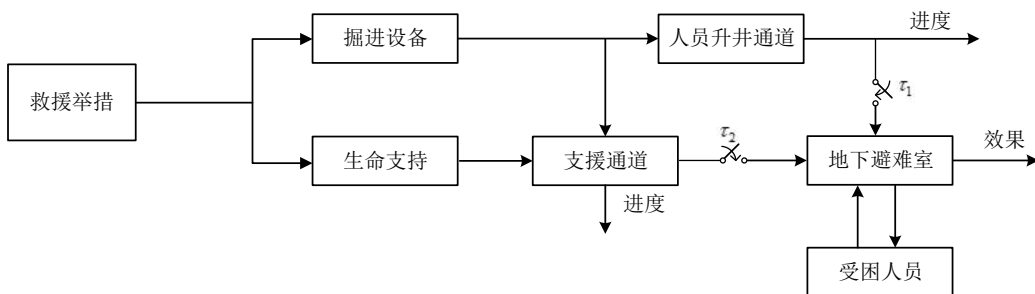 掘进设备
人员升井通道
进度
救援举措
τ1
生命支持
支援通道
τ2
地下避难室
效果
进度
受困人员